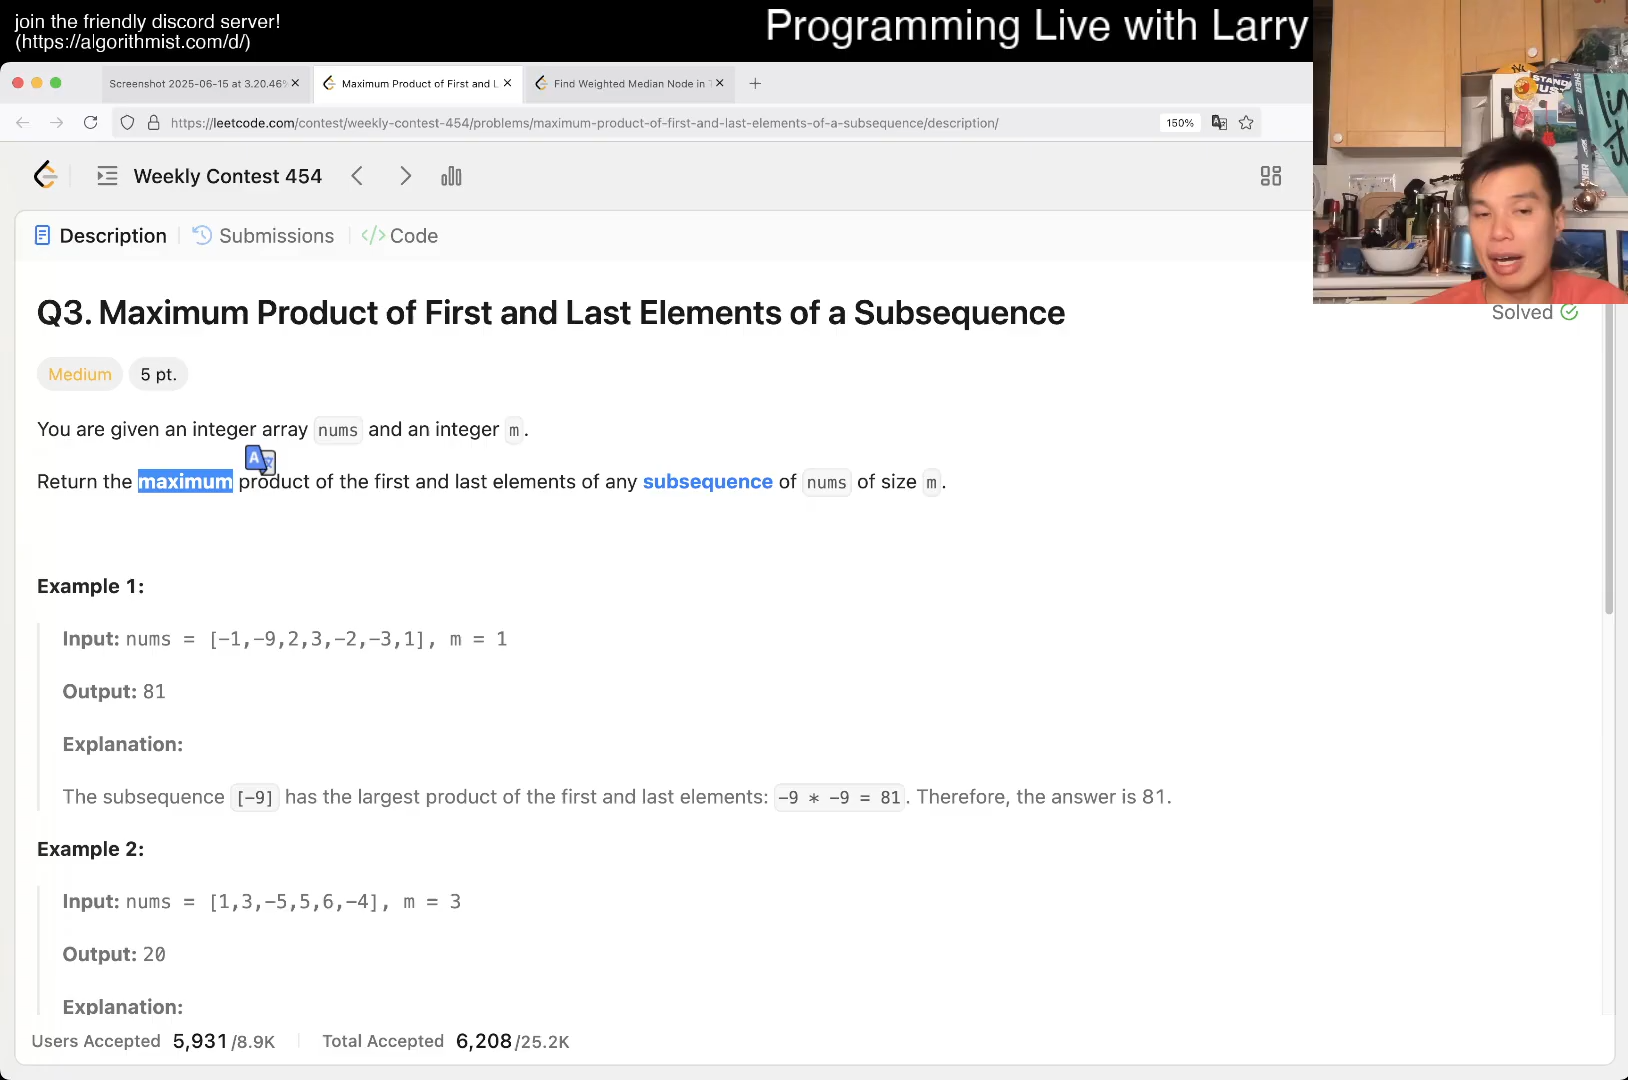 join the friendly discord server!
(https://algorithmist.com/d/)
Programming Live with Larry
Screenshot 2025-06-15 at 3.20.46
Maximum Product of First and L
Find Weighted Median Node in T
https://leetcode.com/contest/weekly-contest-454/problems/maximum-product-of-first-and-last-elements-of-a-subsequence/description/
150%
Weekly Contest 454
Description
Submissions
</> Code
Q3. Maximum Product of First and Last Elements of a Subsequence
Solved
Medium
5 pt.
You are given an integer array nums and an integer m.
Return the maximum product of the first and last elements of any subsequence of nums of size m.
Example 1:
Input: nums = [-1,-9,2,3,-2,-3,1], m = 1
Output: 81
Explanation:
The subsequence [-9] has the largest product of the first and last elements: -9 * -9 = 81. Therefore, the answer is 81.
Example 2:
Input: nums = [1,3,-5,5,6,-4], m = 3
Output: 20
Explanation:
Users Accepted 5,931/8.9K
Total Accepted 6,208/25.2K